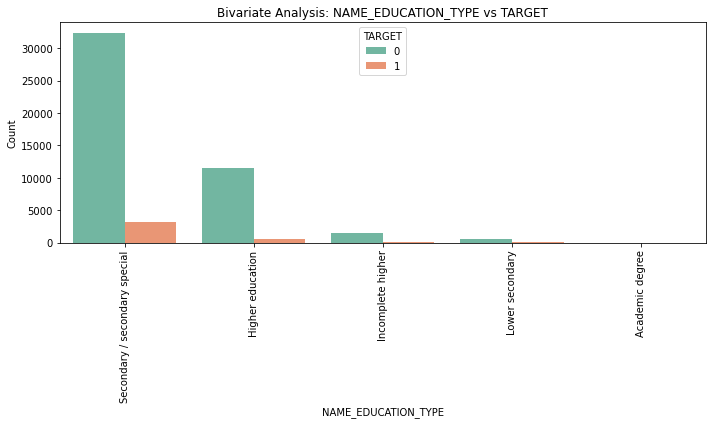 Bivariate Analysis: NAME_EDUCATION_TYPE vs TARGET
TARGET
0
1
Count
30000
25000
20000
15000
10000
5000
0
Secondary / secondary special
Higher education
Incomplete higher
Lower secondary
Academic degree
NAME_EDUCATION_TYPE